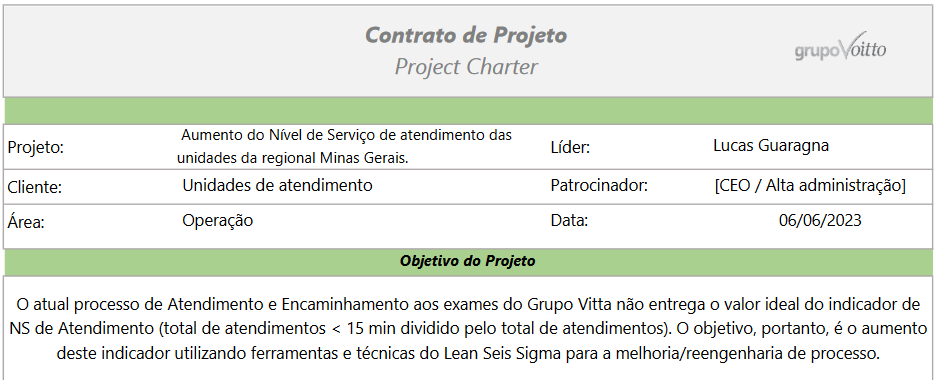 Contrato de Projeto
Project Charter
grupoVoitto
Projeto: Aumento do Nível de Serviço de atendimento das unidades da regional Minas Gerais. Líder: Lucas Guaragna
Cliente: Unidades de atendimento Patrocinador: [CEO / Alta administração]
Área: Operação Data: 06/06/2023
Objetivo do Projeto
O atual processo de Atendimento e Encaminhamento aos exames do Grupo Vitta não entrega o valor ideal do indicador de
NS de Atendimento (total de atendimentos < 15 min dividido pelo total de atendimentos). O objetivo, portanto, é o aumento
deste indicador utilizando ferramentas e técnicas do Lean Seis Sigma para a melhoria/reengenharia de processo.